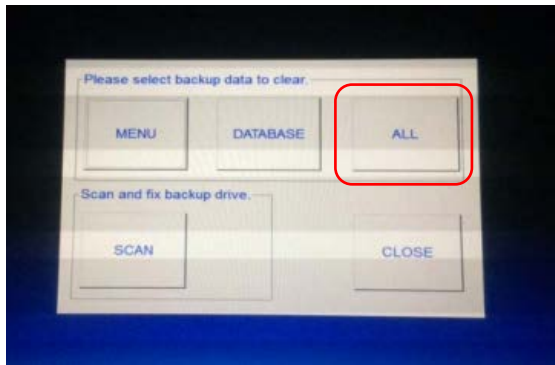 Please select backup data to clear.
MENU
DATABASE
ALL
Scan and fix backup drive.
SCAN
CLOSE